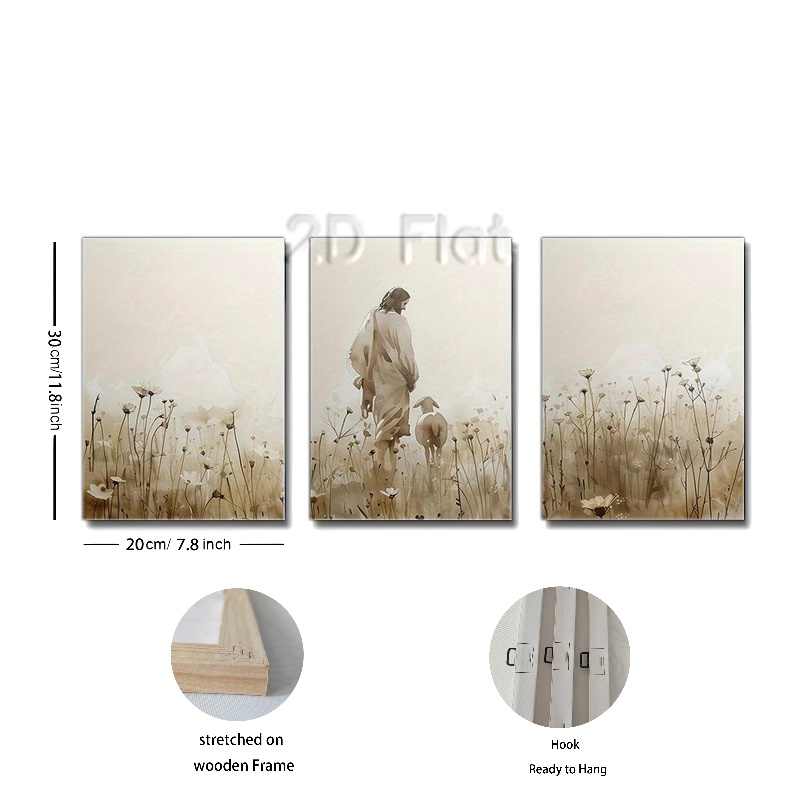 2D Flat
30cm/11.8inch
20cm/ 7.8 inch
stretched on
wooden Frame
Hook
Ready to Hang